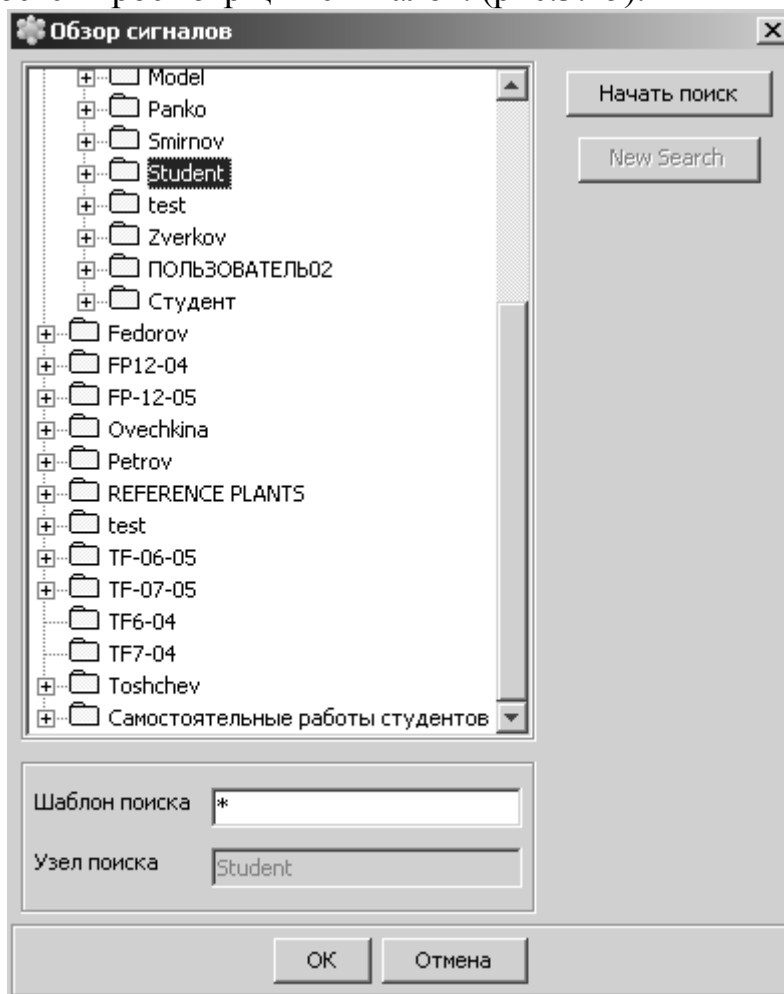 Обзор сигналов
Model
Panko
Smirnov
Student
test
Zverkov
ПОЛЬЗОВАТЕЛЬ02
Студент
Fedorov
FP12-04
FP-12-05
Ovechkina
Petrov
REFERENCE PLANTS
test
TF-06-05
TF-07-05
TF6-04
TF7-04
Toshchev
Самостоятельные работы студентов
Начать поиск
New Search
Шаблон поиска *
Узел поиска Student
OK Отмена